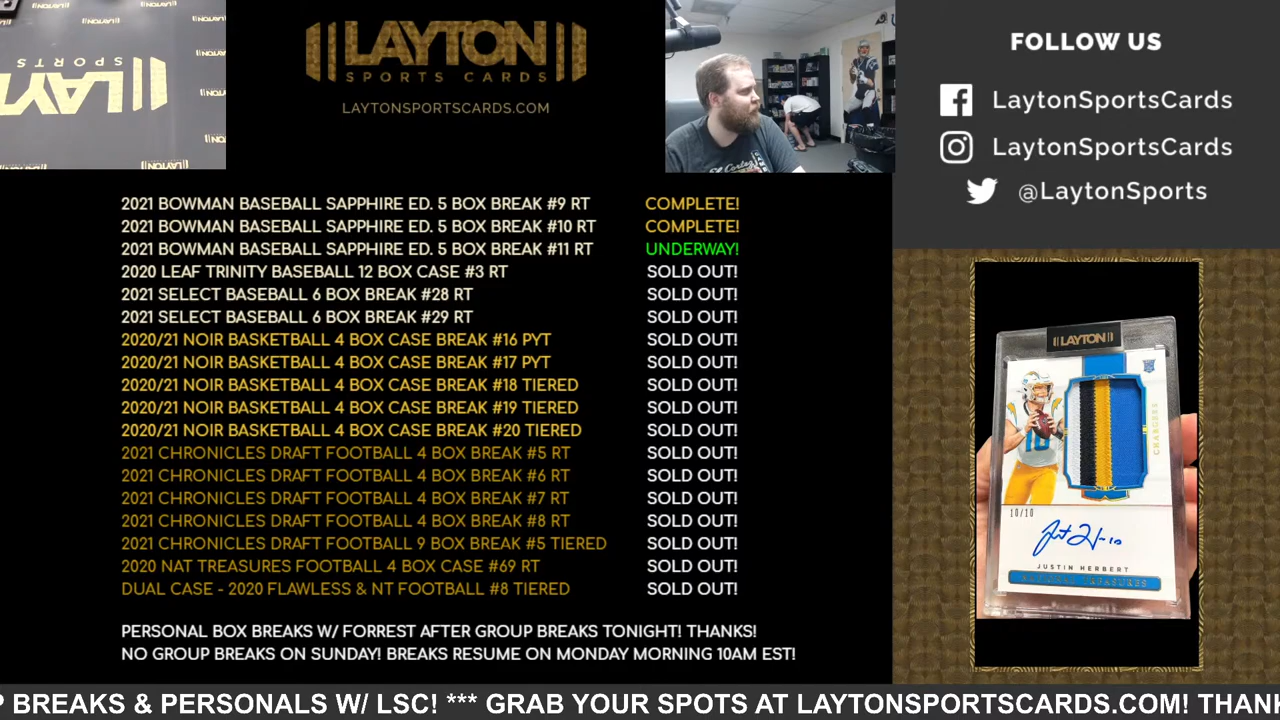 LAYTON
SPORTS CARDS
LAYTONSPORTSCARDS.COM
FOLLOW US
LaytonSportsCards
LaytonSportsCards
@LaytonSports
LAYTON
SPORTS
2021 BOWMAN BASEBALL SAPPHIRE ED. 5 BOX BREAK #9 RT COMPLETE!
2021 BOWMAN BASEBALL SAPPHIRE ED. 5 BOX BREAK #10 RT COMPLETE!
2021 BOWMAN BASEBALL SAPPHIRE ED. 5 BOX BREAK #11 RT UNDERWAY!
2020 LEAF TRINITY BASEBALL 12 BOX CASE #3 RT SOLD OUT!
2021 SELECT BASEBALL 6 BOX BREAK #28 RT SOLD OUT!
2021 SELECT BASEBALL 6 BOX BREAK #29 RT SOLD OUT!
2020/21 NOIR BASKETBALL 4 BOX CASE BREAK #16 PYT SOLD OUT!
2020/21 NOIR BASKETBALL 4 BOX CASE BREAK #17 PYT SOLD OUT!
2020/21 NOIR BASKETBALL 4 BOX CASE BREAK #18 TIERED SOLD OUT!
2020/21 NOIR BASKETBALL 4 BOX CASE BREAK #19 TIERED SOLD OUT!
2020/21 NOIR BASKETBALL 4 BOX CASE BREAK #20 TIERED SOLD OUT!
2021 CHRONICLES DRAFT FOOTBALL 4 BOX BREAK #5 RT SOLD OUT!
2021 CHRONICLES DRAFT FOOTBALL 4 BOX BREAK #6 RT SOLD OUT!
2021 CHRONICLES DRAFT FOOTBALL 4 BOX BREAK #7 RT SOLD OUT!
2021 CHRONICLES DRAFT FOOTBALL 4 BOX BREAK #8 RT SOLD OUT!
2021 CHRONICLES DRAFT FOOTBALL 9 BOX BREAK #5 TIERED SOLD OUT!
2020 NAT TREASURES FOOTBALL 4 BOX CASE #69 RT SOLD OUT!
DUAL CASE - 2020 FLAWLESS & NT FOOTBALL #8 TIERED SOLD OUT!
PERSONAL BOX BREAKS W/ FORREST AFTER GROUP BREAKS TONIGHT! THANKS!
NO GROUP BREAKS ON SUNDAY! BREAKS RESUME ON MONDAY MORNING 10AM EST!
LAYTON
CHARGERS
10/10
JUSTIN HERBERT
NATIONAL TREASURES
P BREAKS & PERSONALS W/ LSC! *** GRAB YOUR SPOTS AT LAYTONSPORTSCARDS.COM! THAN